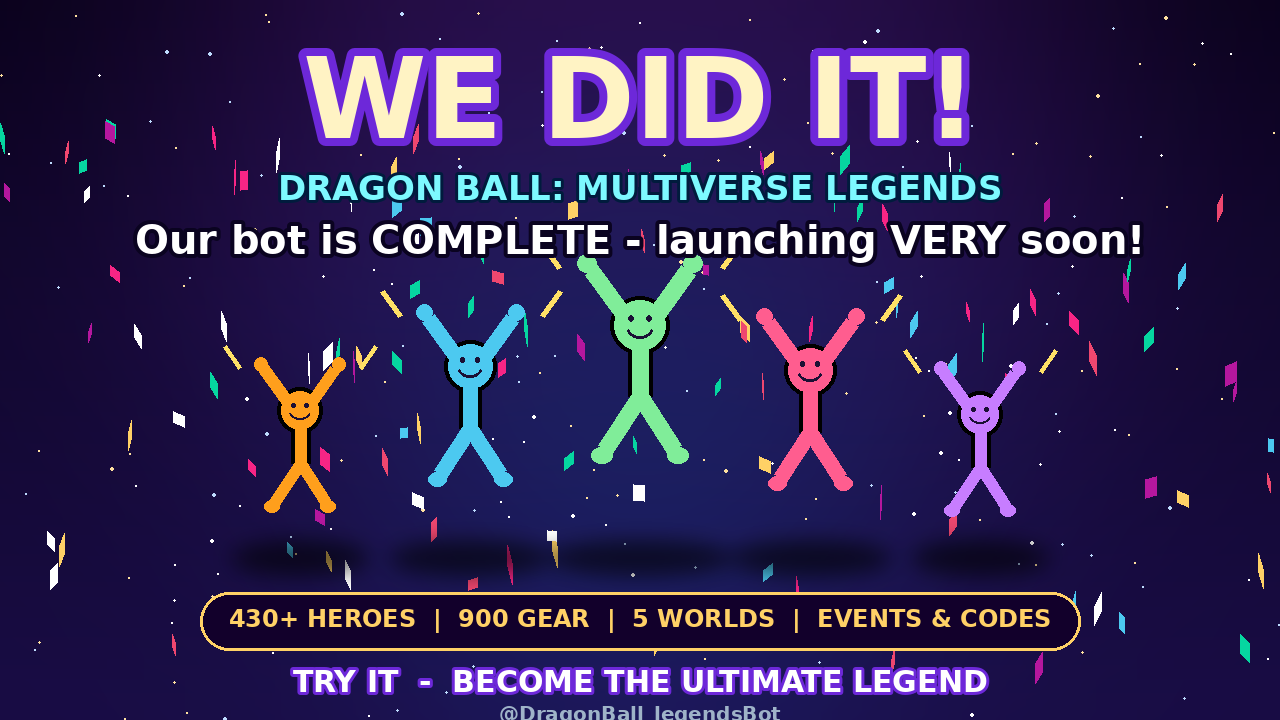 WE DID IT!
DRAGON BALL: MULTIVERSE LEGENDS
Our bot is COMPLETE - launching VERY soon!
430+ HEROES | 900 GEAR | 5 WORLDS | EVENTS & CODES
TRY IT - BECOME THE ULTIMATE LEGEND
@DragonBall_legendsBot